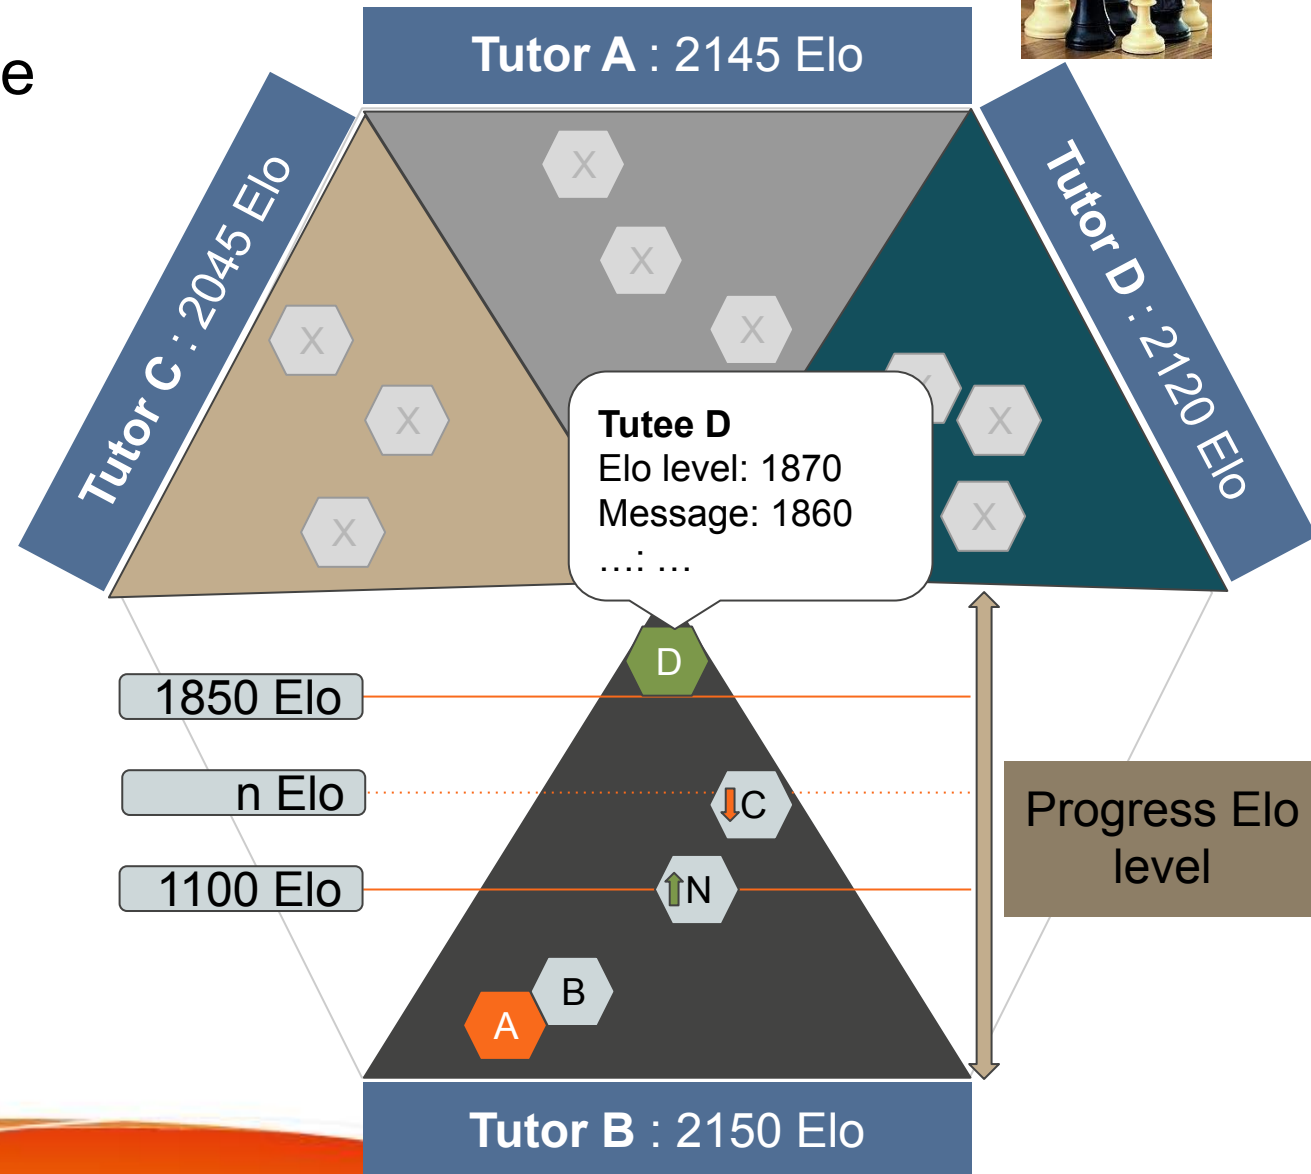 e
Tutor A : 2145 Elo
Tutor C : 2045 Elo
Tutor D : 2120 Elo
X
X
X
X
X
X
X
X
Tutee D
Elo level: 1870
Message: 1860
…: …
D
1850 Elo
n Elo
C
Progress Elo
level
1100 Elo
N
B
A
Tutor B : 2150 Elo